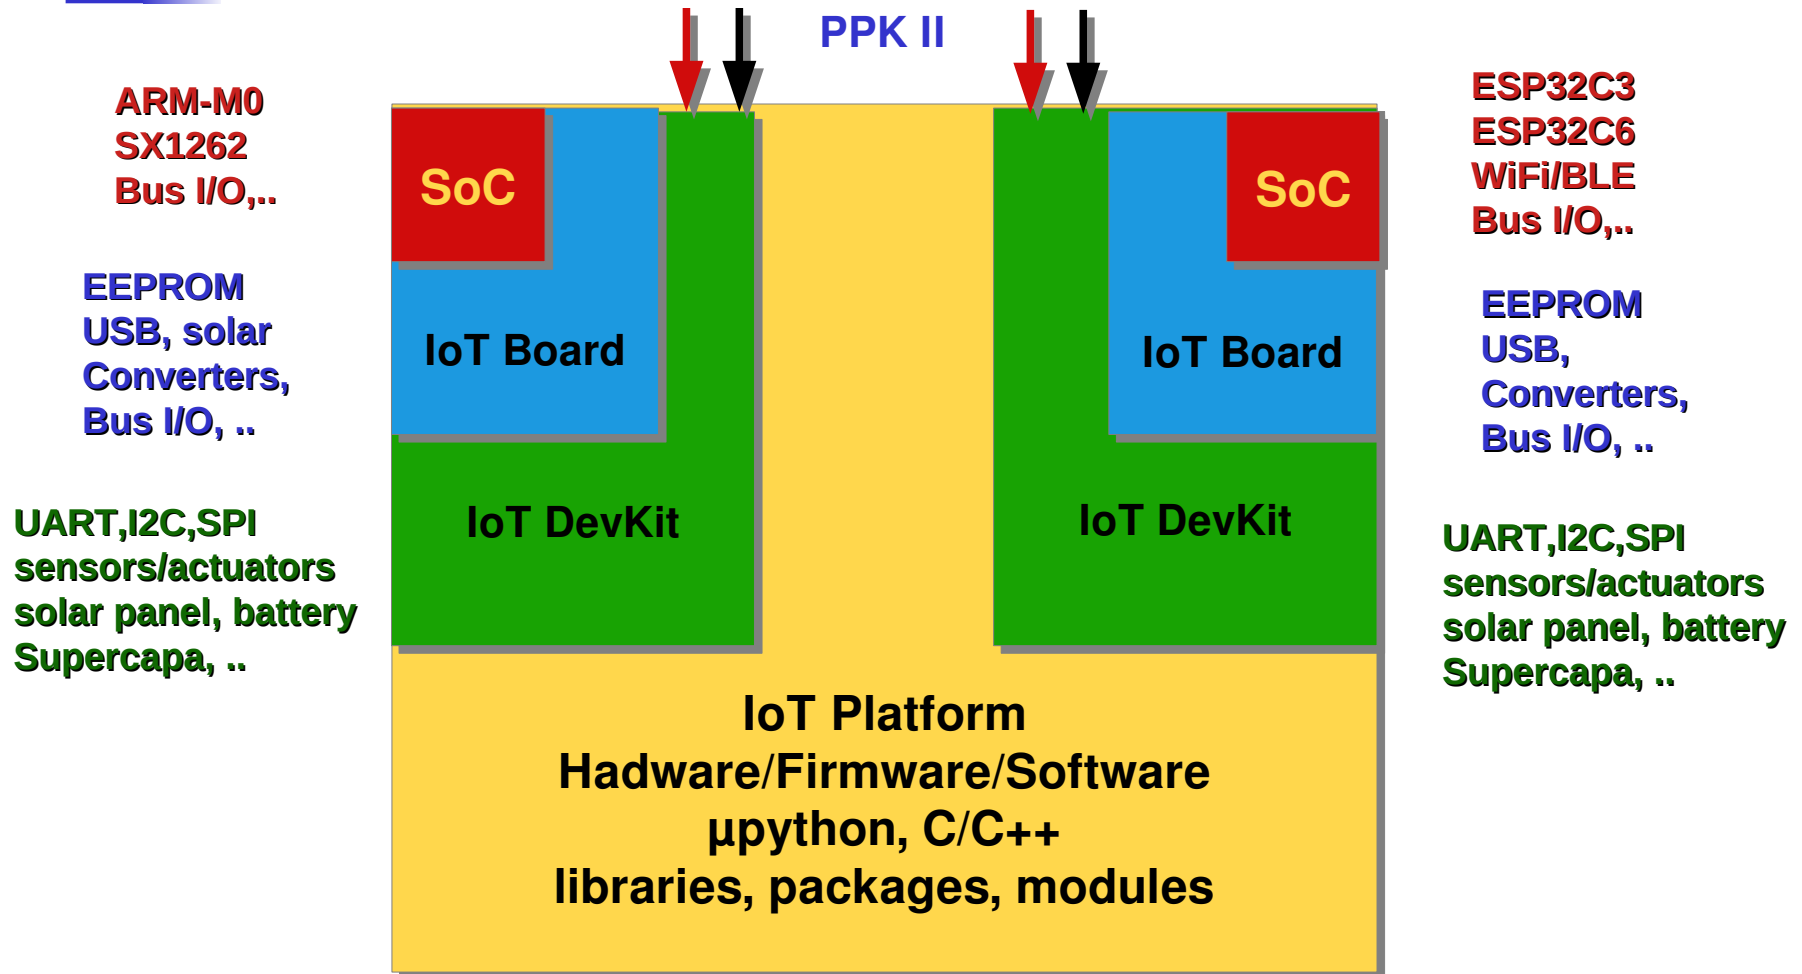 PPK II
ARM-M0
SX1262
Bus I/O,..
EEPROM
USB, solar
Converters,
Bus I/O, ..
UART,I2C,SPI
sensors/actuators
solar panel, battery
Supercapa, ..
SoC
IoT Board
IoT DevKit
SoC
IoT Board
IoT DevKit
IoT Platform
Hadware/Firmware/Software
µpython, C/C++
libraries, packages, modules
ESP32C3
ESP32C6
WiFi/BLE
Bus I/O,..
EEPROM
USB,
Converters,
Bus I/O, ..
UART,I2C,SPI
sensors/actuators
solar panel, battery
Supercapa, ..